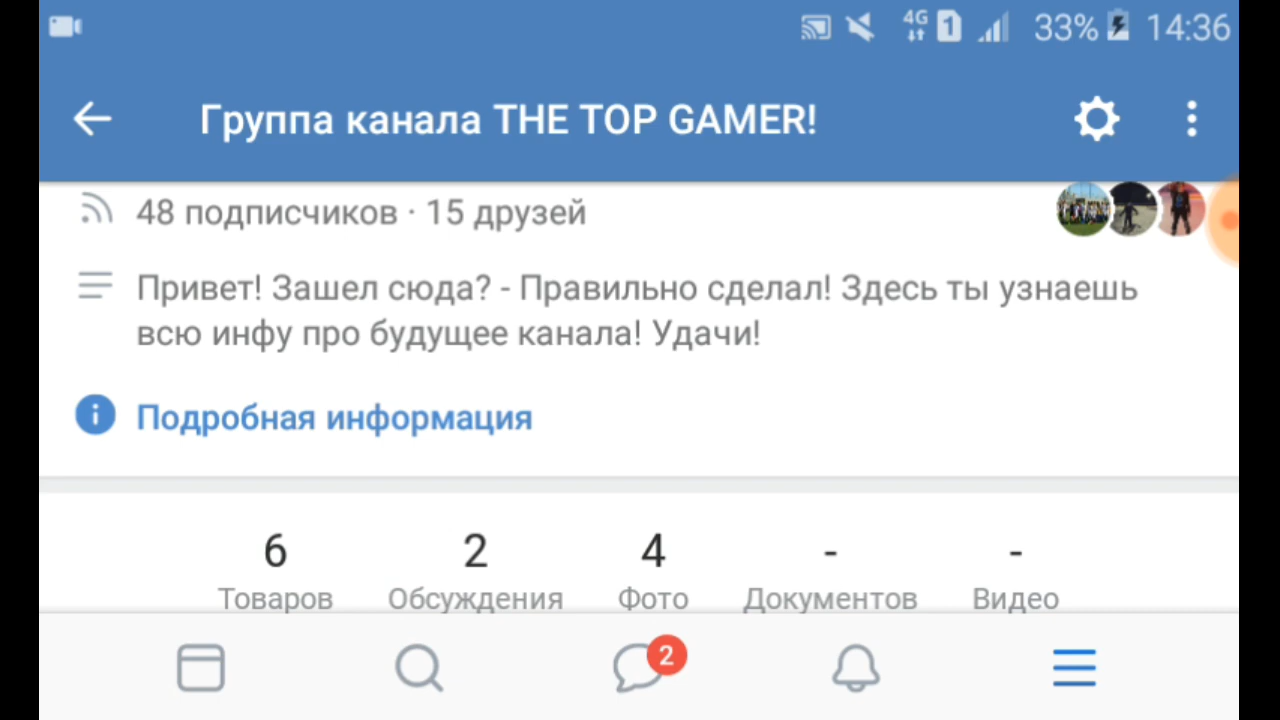 4G 1 33% 14:36
Группа канала THE TOP GAMER!
48 подписчиков · 15 друзей
Привет! Зашел сюда? - Правильно сделал! Здесь ты узнаешь
всю инфу про будущее канала! Удачи!
Подробная информация
6 2 4 - -
Товаров Обсуждения Фото Документов Видео
2